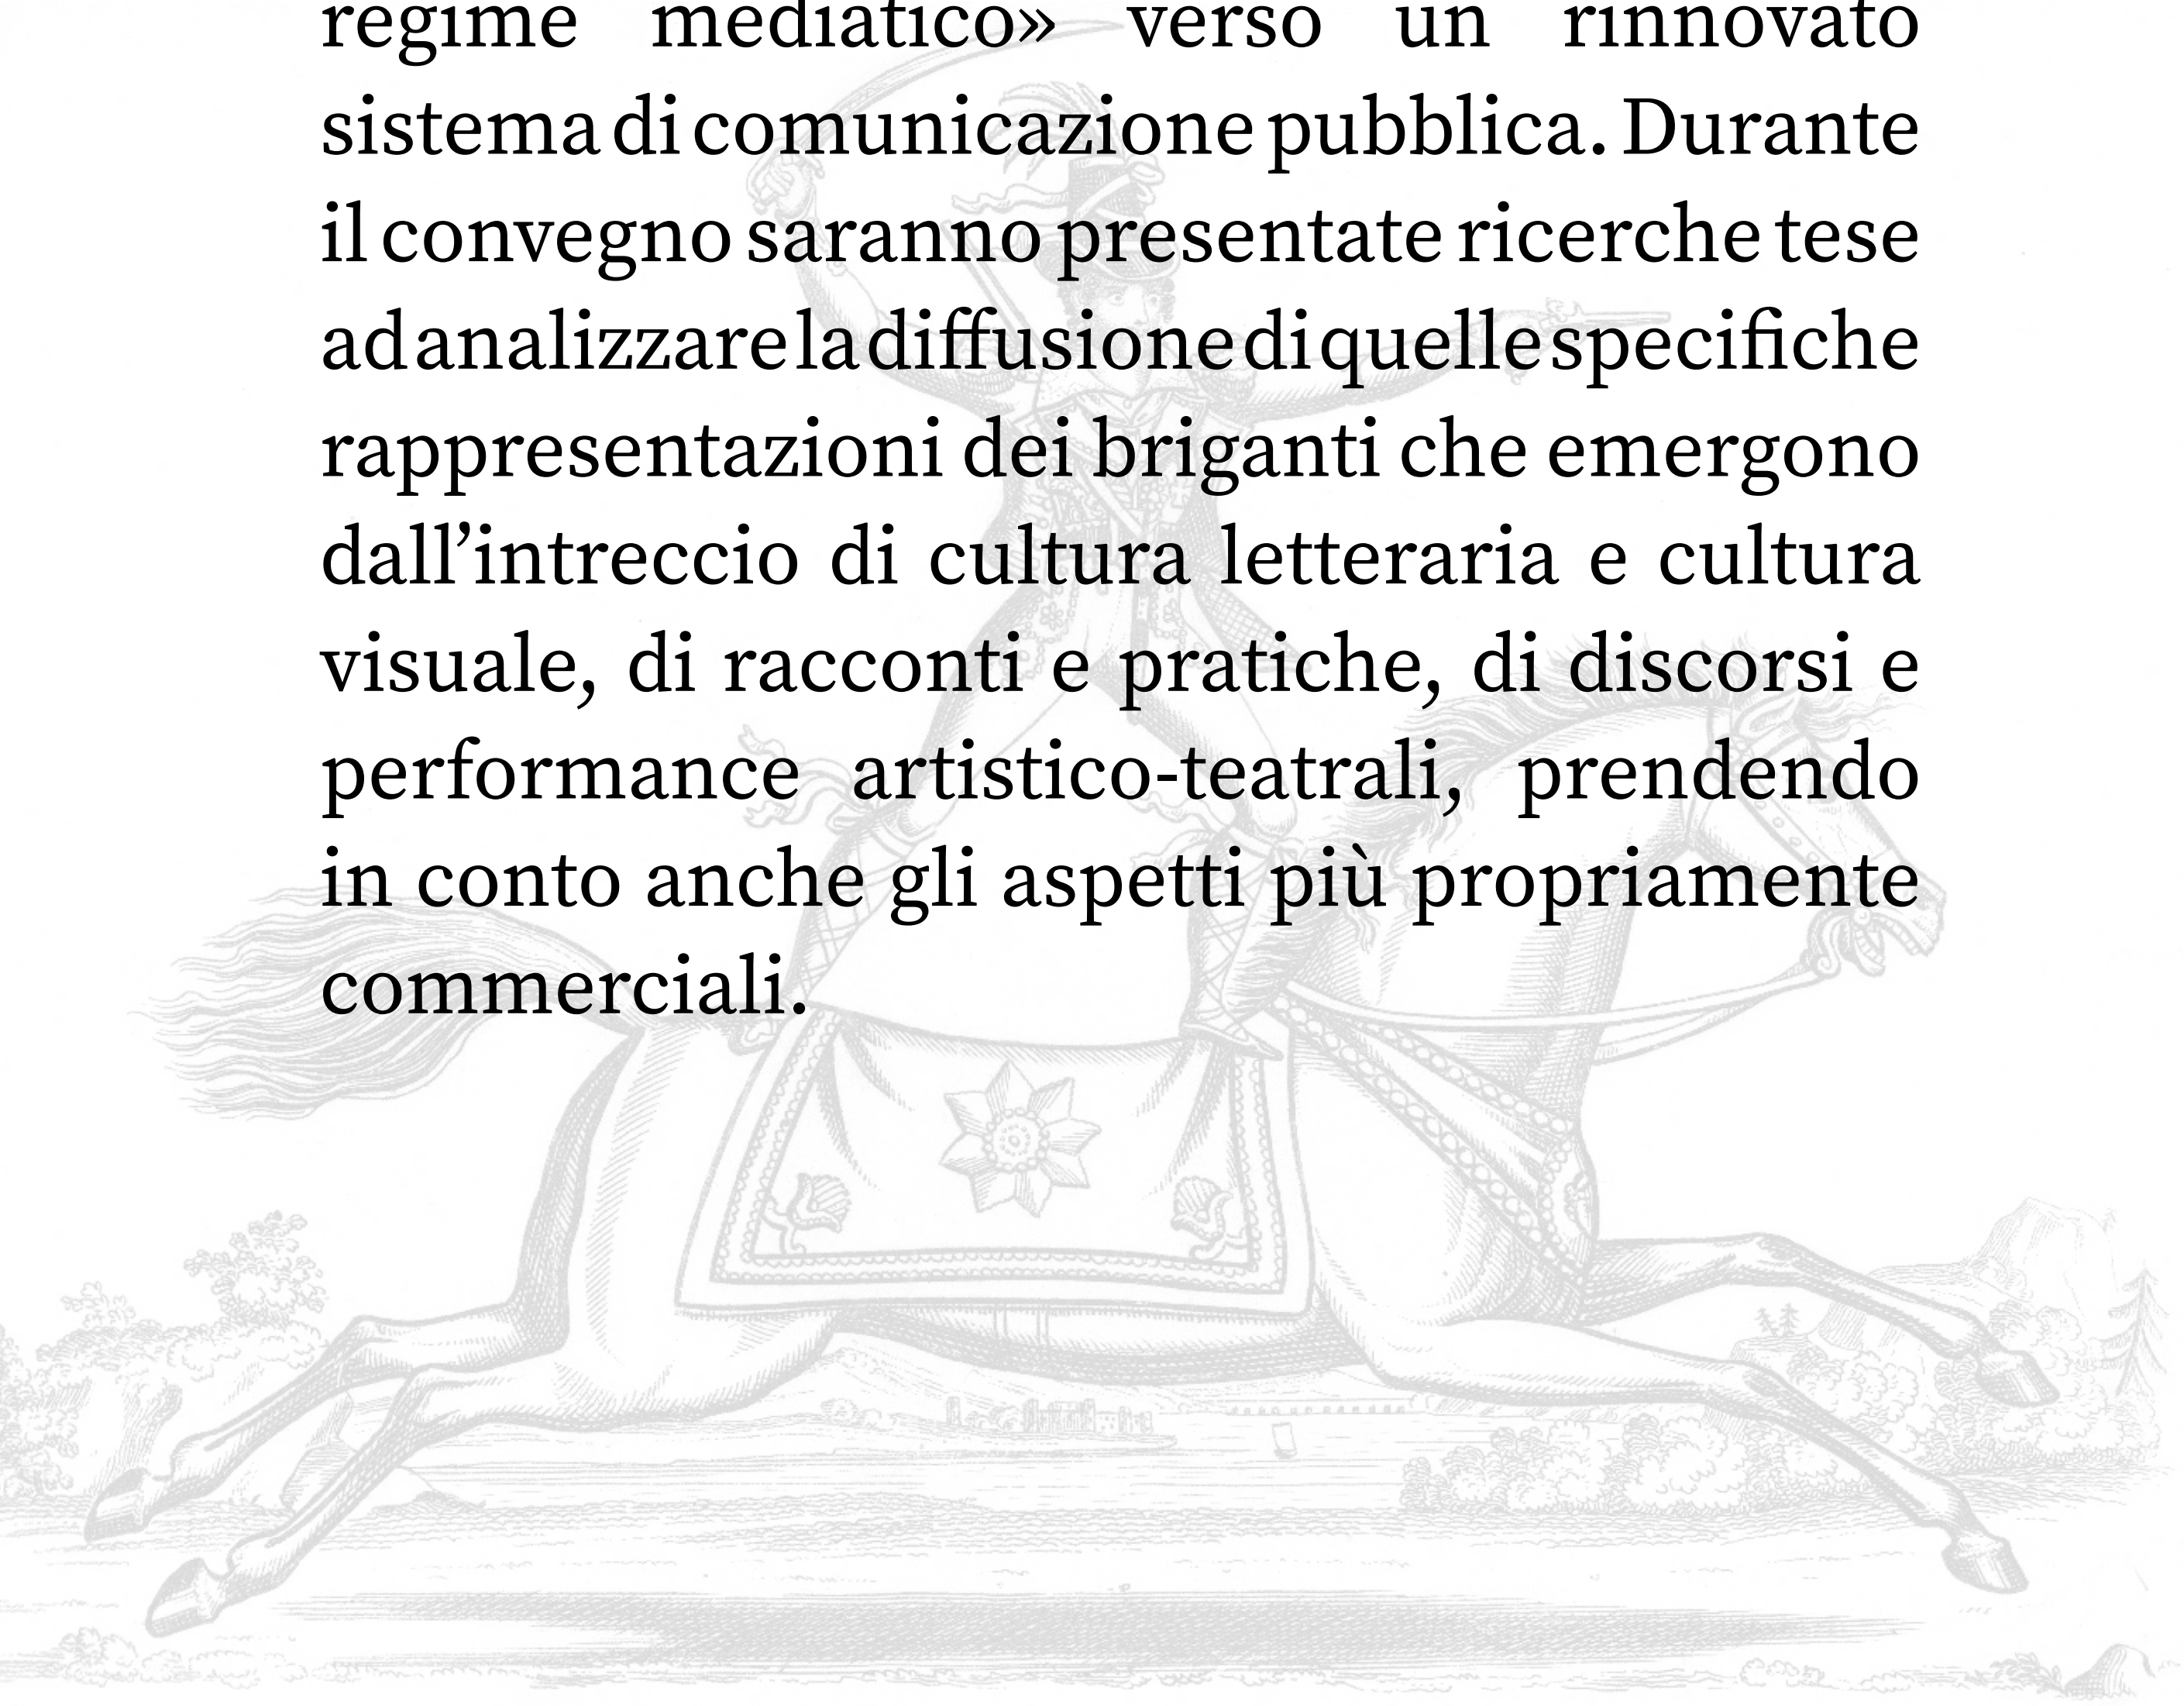 regime mediatico» verso un rinnovato
sistema di comunicazione pubblica. Durante
il convegno saranno presentate ricerche tese
ad analizzare la diffusione di quelle specifiche
rappresentazioni dei briganti che emergono
dall’intreccio di cultura letteraria e cultura
visuale, di racconti e pratiche, di discorsi e
performance artistico-teatrali, prendendo
in conto anche gli aspetti più propriamente
commerciali.